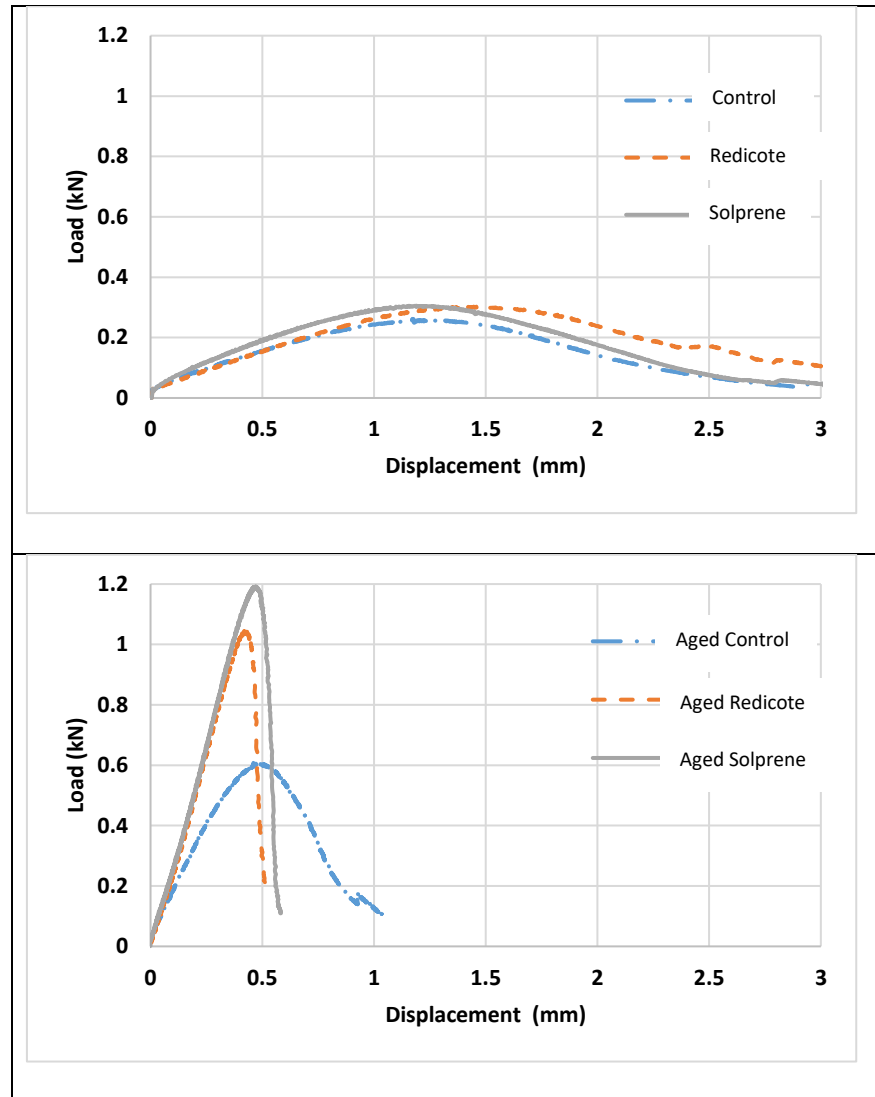 1.2
1
0.8
0.6
0.4
0.2
0
Load (kN)
Control
Redicote
Solprene
0 0.5 1 1.5 2 2.5 3
Displacement (mm)
1.2
1
0.8
0.6
0.4
0.2
0
Load (kN)
Aged Control
Aged Redicote
Aged Solprene
0 0.5 1 1.5 2 2.5 3
Displacement (mm)